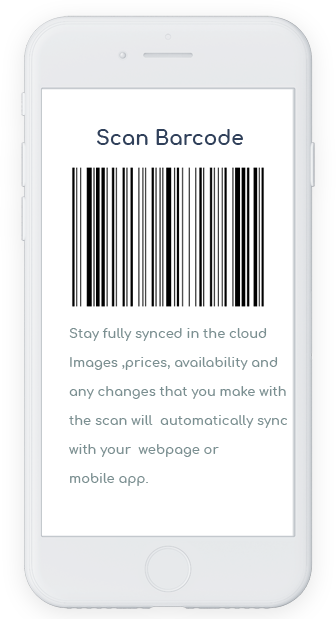 Scan Barcode
Stay fully synced in the cloud
Images ,prices, availability and
any changes that you make with
the scan will  automatically sync
with your  webpage or
mobile app.